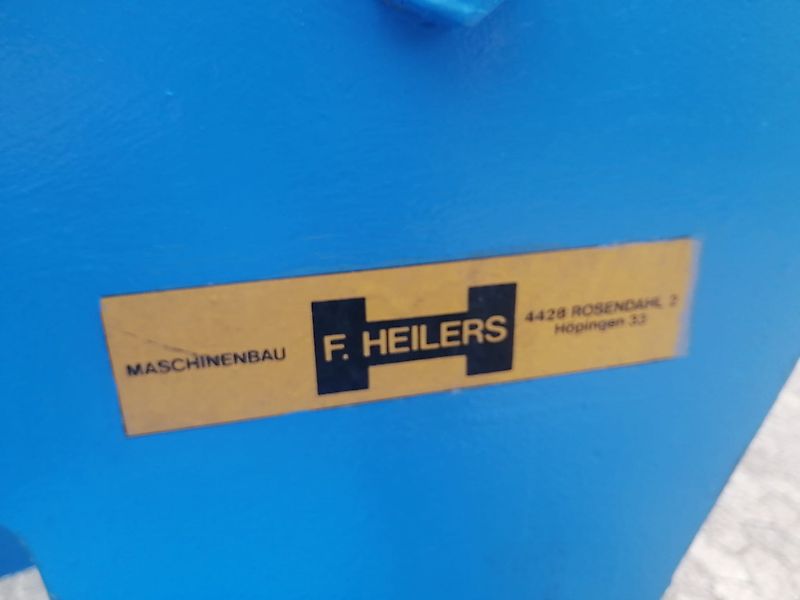 MASCHINENBAU
F. HEILERS
4428 ROSENDAHL 2
Höpingen 33